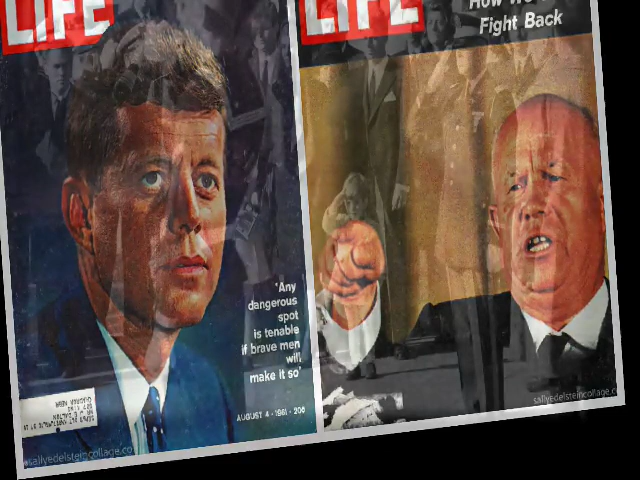 LIFE
'Any
dangerous
spot
is tenable
if brave men
will
make it so'
AUGUST 4 · 1961 · 20¢
sallyedelsteincollage.com
LIFE
Fight Back
sallyedelsteincollage.c